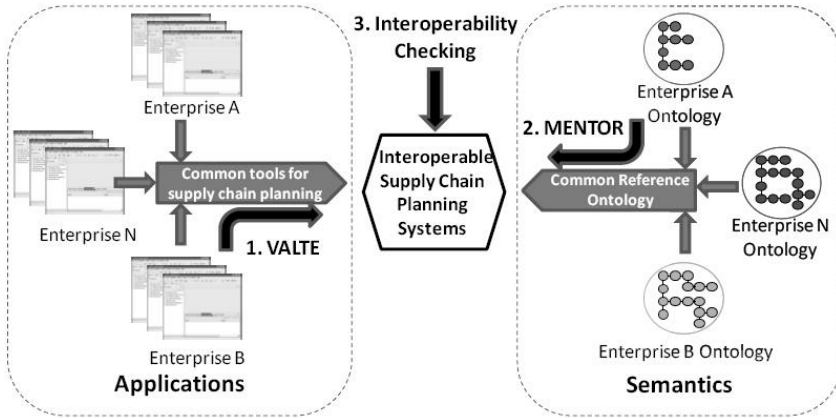 3. Interoperability
Checking
Enterprise A
Enterprise N
Common tools for
supply chain planning
1. VALTE
Enterprise B
Applications
Interoperable
Supply Chain
Planning
Systems
Enterprise A
Ontology
2. MENTOR
Common Reference
Ontology
Enterprise N
Ontology
Enterprise B Ontology
Semantics